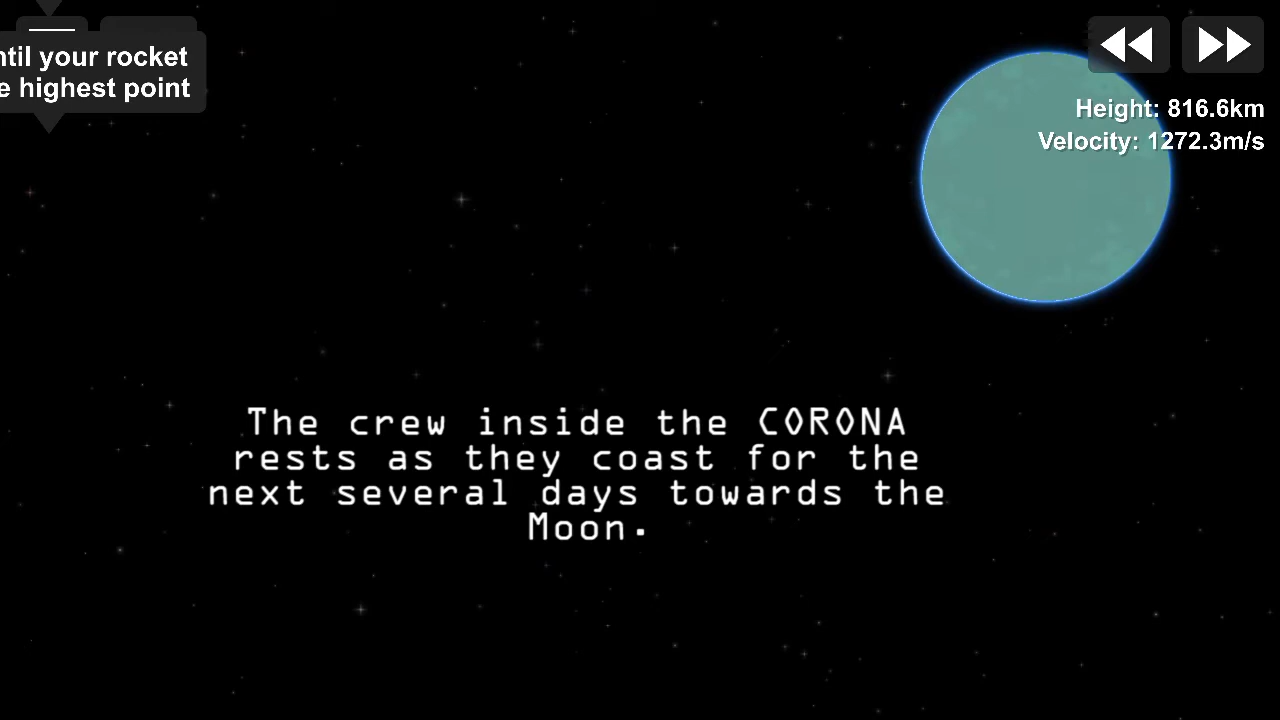 ntil your rocket
e highest point
Height: 816.6km
Velocity: 1272.3m/s
The crew inside the CORONA
rests as they coast for the
next several days towards the
Moon.